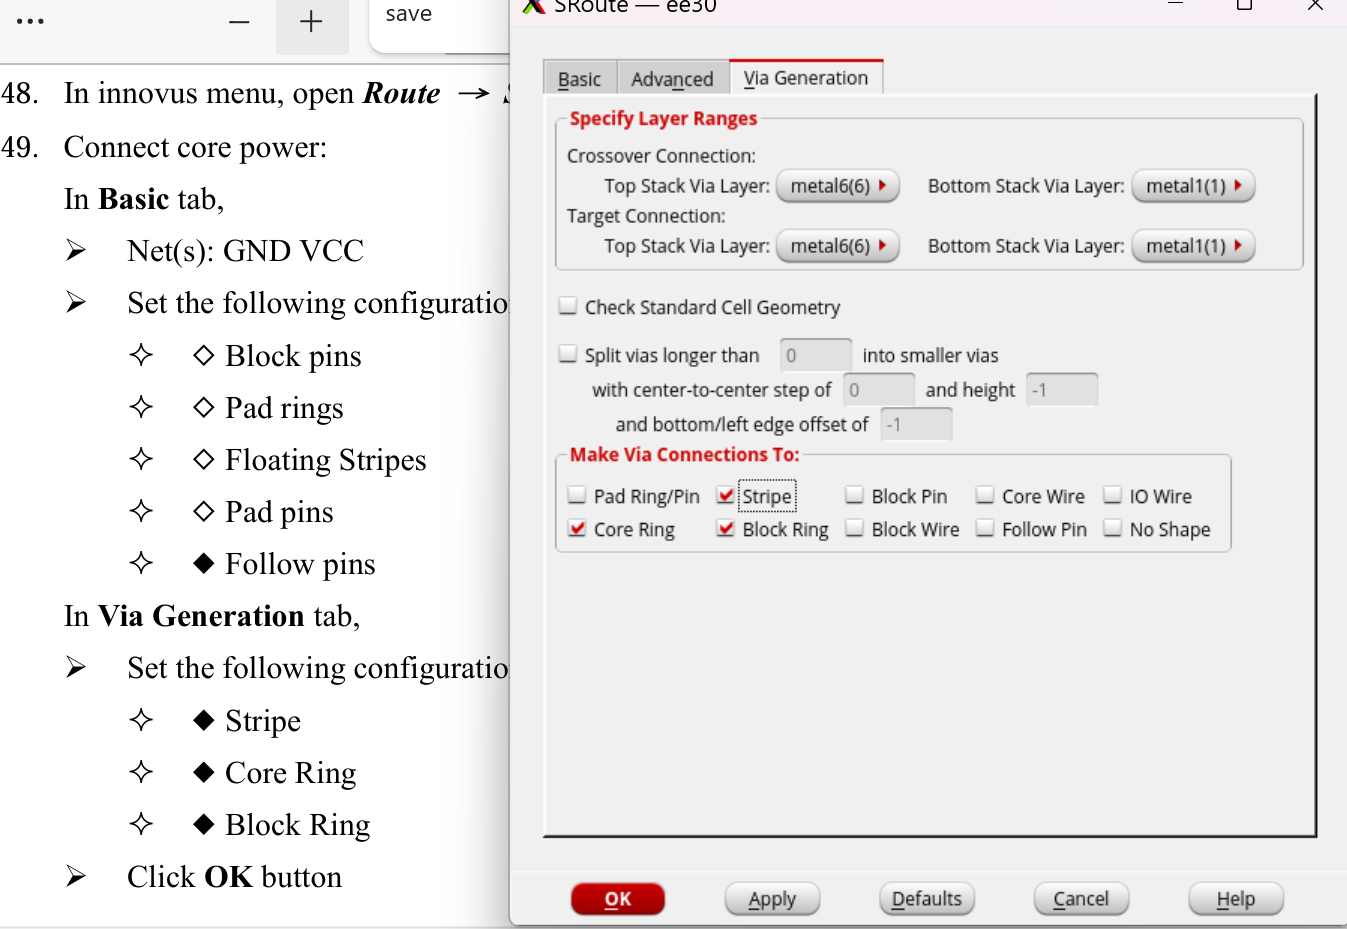 save
48. In innovus menu, open Route →
49. Connect core power:
In Basic tab,
➢ Net(s): GND VCC
➢ Set the following
✧ ◇ Block pins
✧ ◇ Pad rings
✧ ◇ Floating Stripes
✧ ◇ Pad pins
✧ ◆ Follow pins
In Via Generation tab,
➢ Set the following
✧ ◆ Stripe
✧ ◆ Core Ring
✧ ◆ Block Ring
➢ Click OK button
SRoute — ee30
Basic Advanced Via Generation
Specify Layer Ranges
Crossover Connection:
Top Stack Via Layer: metal6(6) Bottom Stack Via Layer: metal1(1)
Target Connection:
Top Stack Via Layer: metal6(6) Bottom Stack Via Layer: metal1(1)
Check Standard Cell Geometry
Split vias longer than 0 into smaller vias
with center-to-center step of 0 and height -1
and bottom/left edge offset of -1
Make Via Connections To:
Pad Ring/Pin Stripe Block Pin Core Wire IO Wire
Core Ring Block Ring Block Wire Follow Pin No Shape
OK Apply Defaults Cancel Help